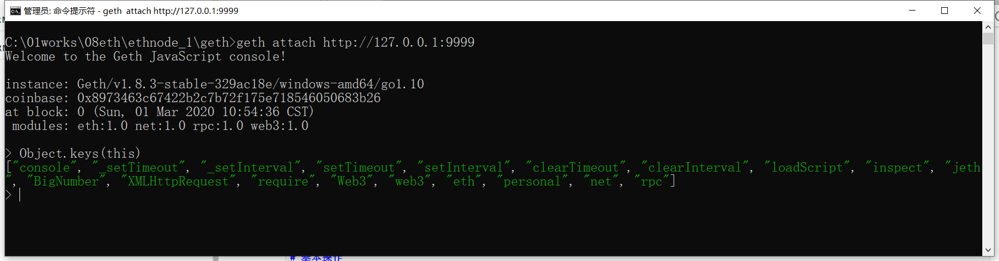 管理员: 命令提示符 - geth  attach http://127.0.0.1:9999
C:\01works\08eth\ethnode_1\geth>geth attach http://127.0.0.1:9999
Welcome to the Geth JavaScript console!
instance: Geth/v1.8.3-stable-329ac18e/windows-amd64/go1.10
coinbase: 0x8973463c67422b2c7b72f175e718546050683b26
at block: 0 (Sun, 01 Mar 2020 10:54:36 CST)
 modules: eth:1.0 net:1.0 rpc:1.0 web3:1.0
> Object.keys(this)
["console", "_setTimeout", "_setInterval", "setTimeout", "setInterval", "clearTimeout", "clearInterval", "loadScript", "inspect", "jeth
", "BigNumber", "XMLHttpRequest", "require", "Web3", "web3", "eth", "personal", "net", "rpc"]
>
# 基本操作